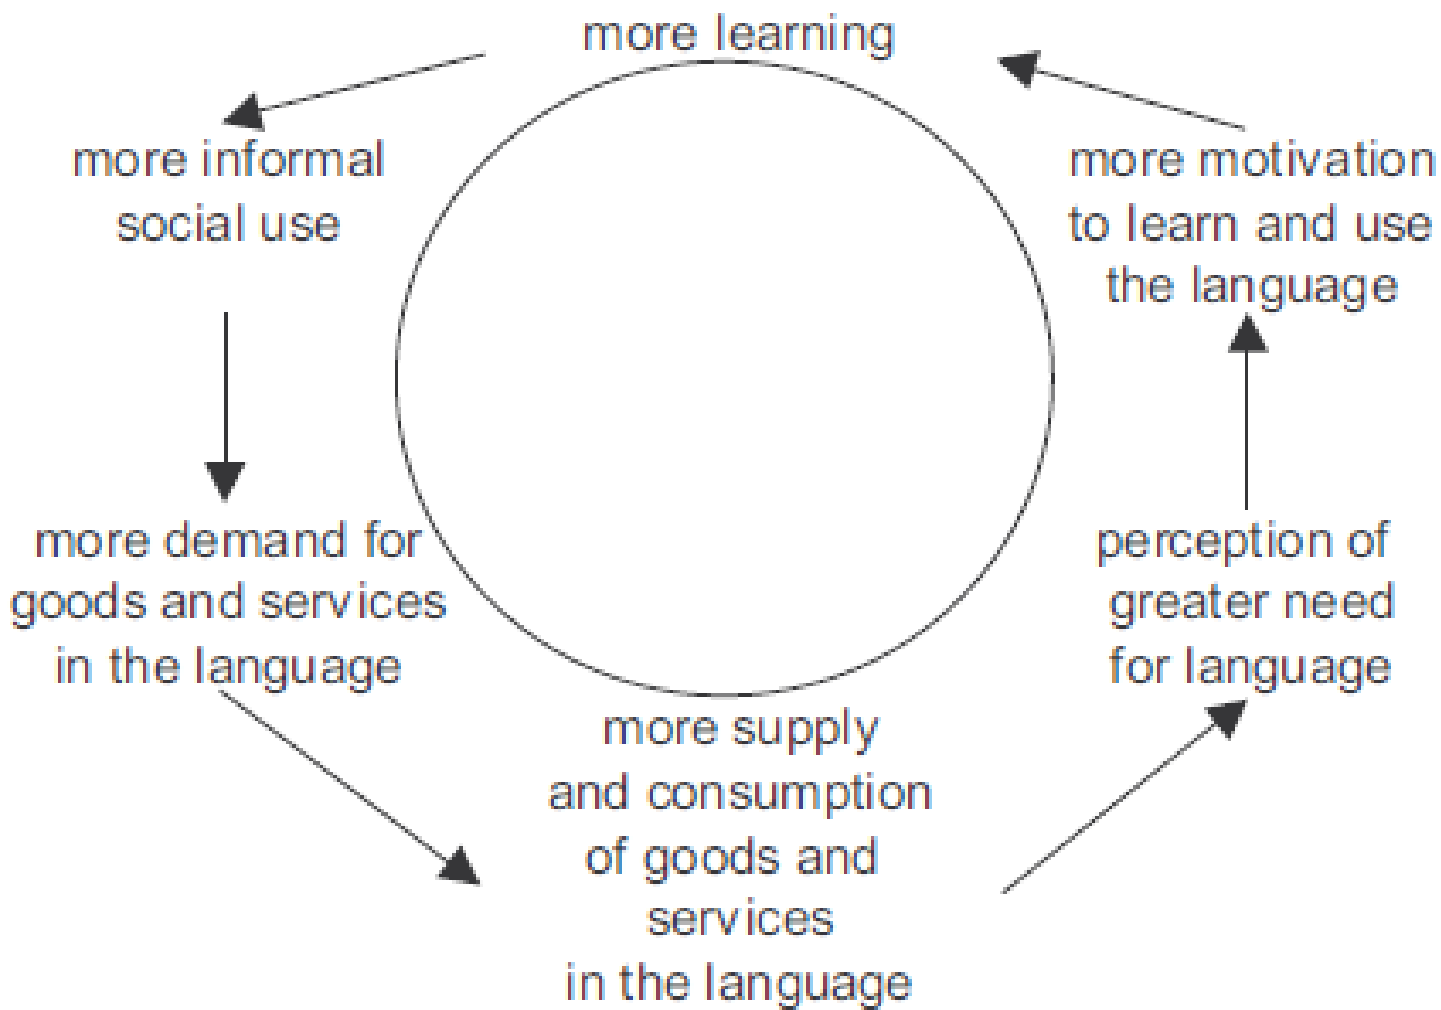 more learning
more informal
social use
more demand for
goods and services
in the language
more supply
and consumption
of goods and
services
in the language
perception of
greater need
for language
more motivation
to learn and use
the language